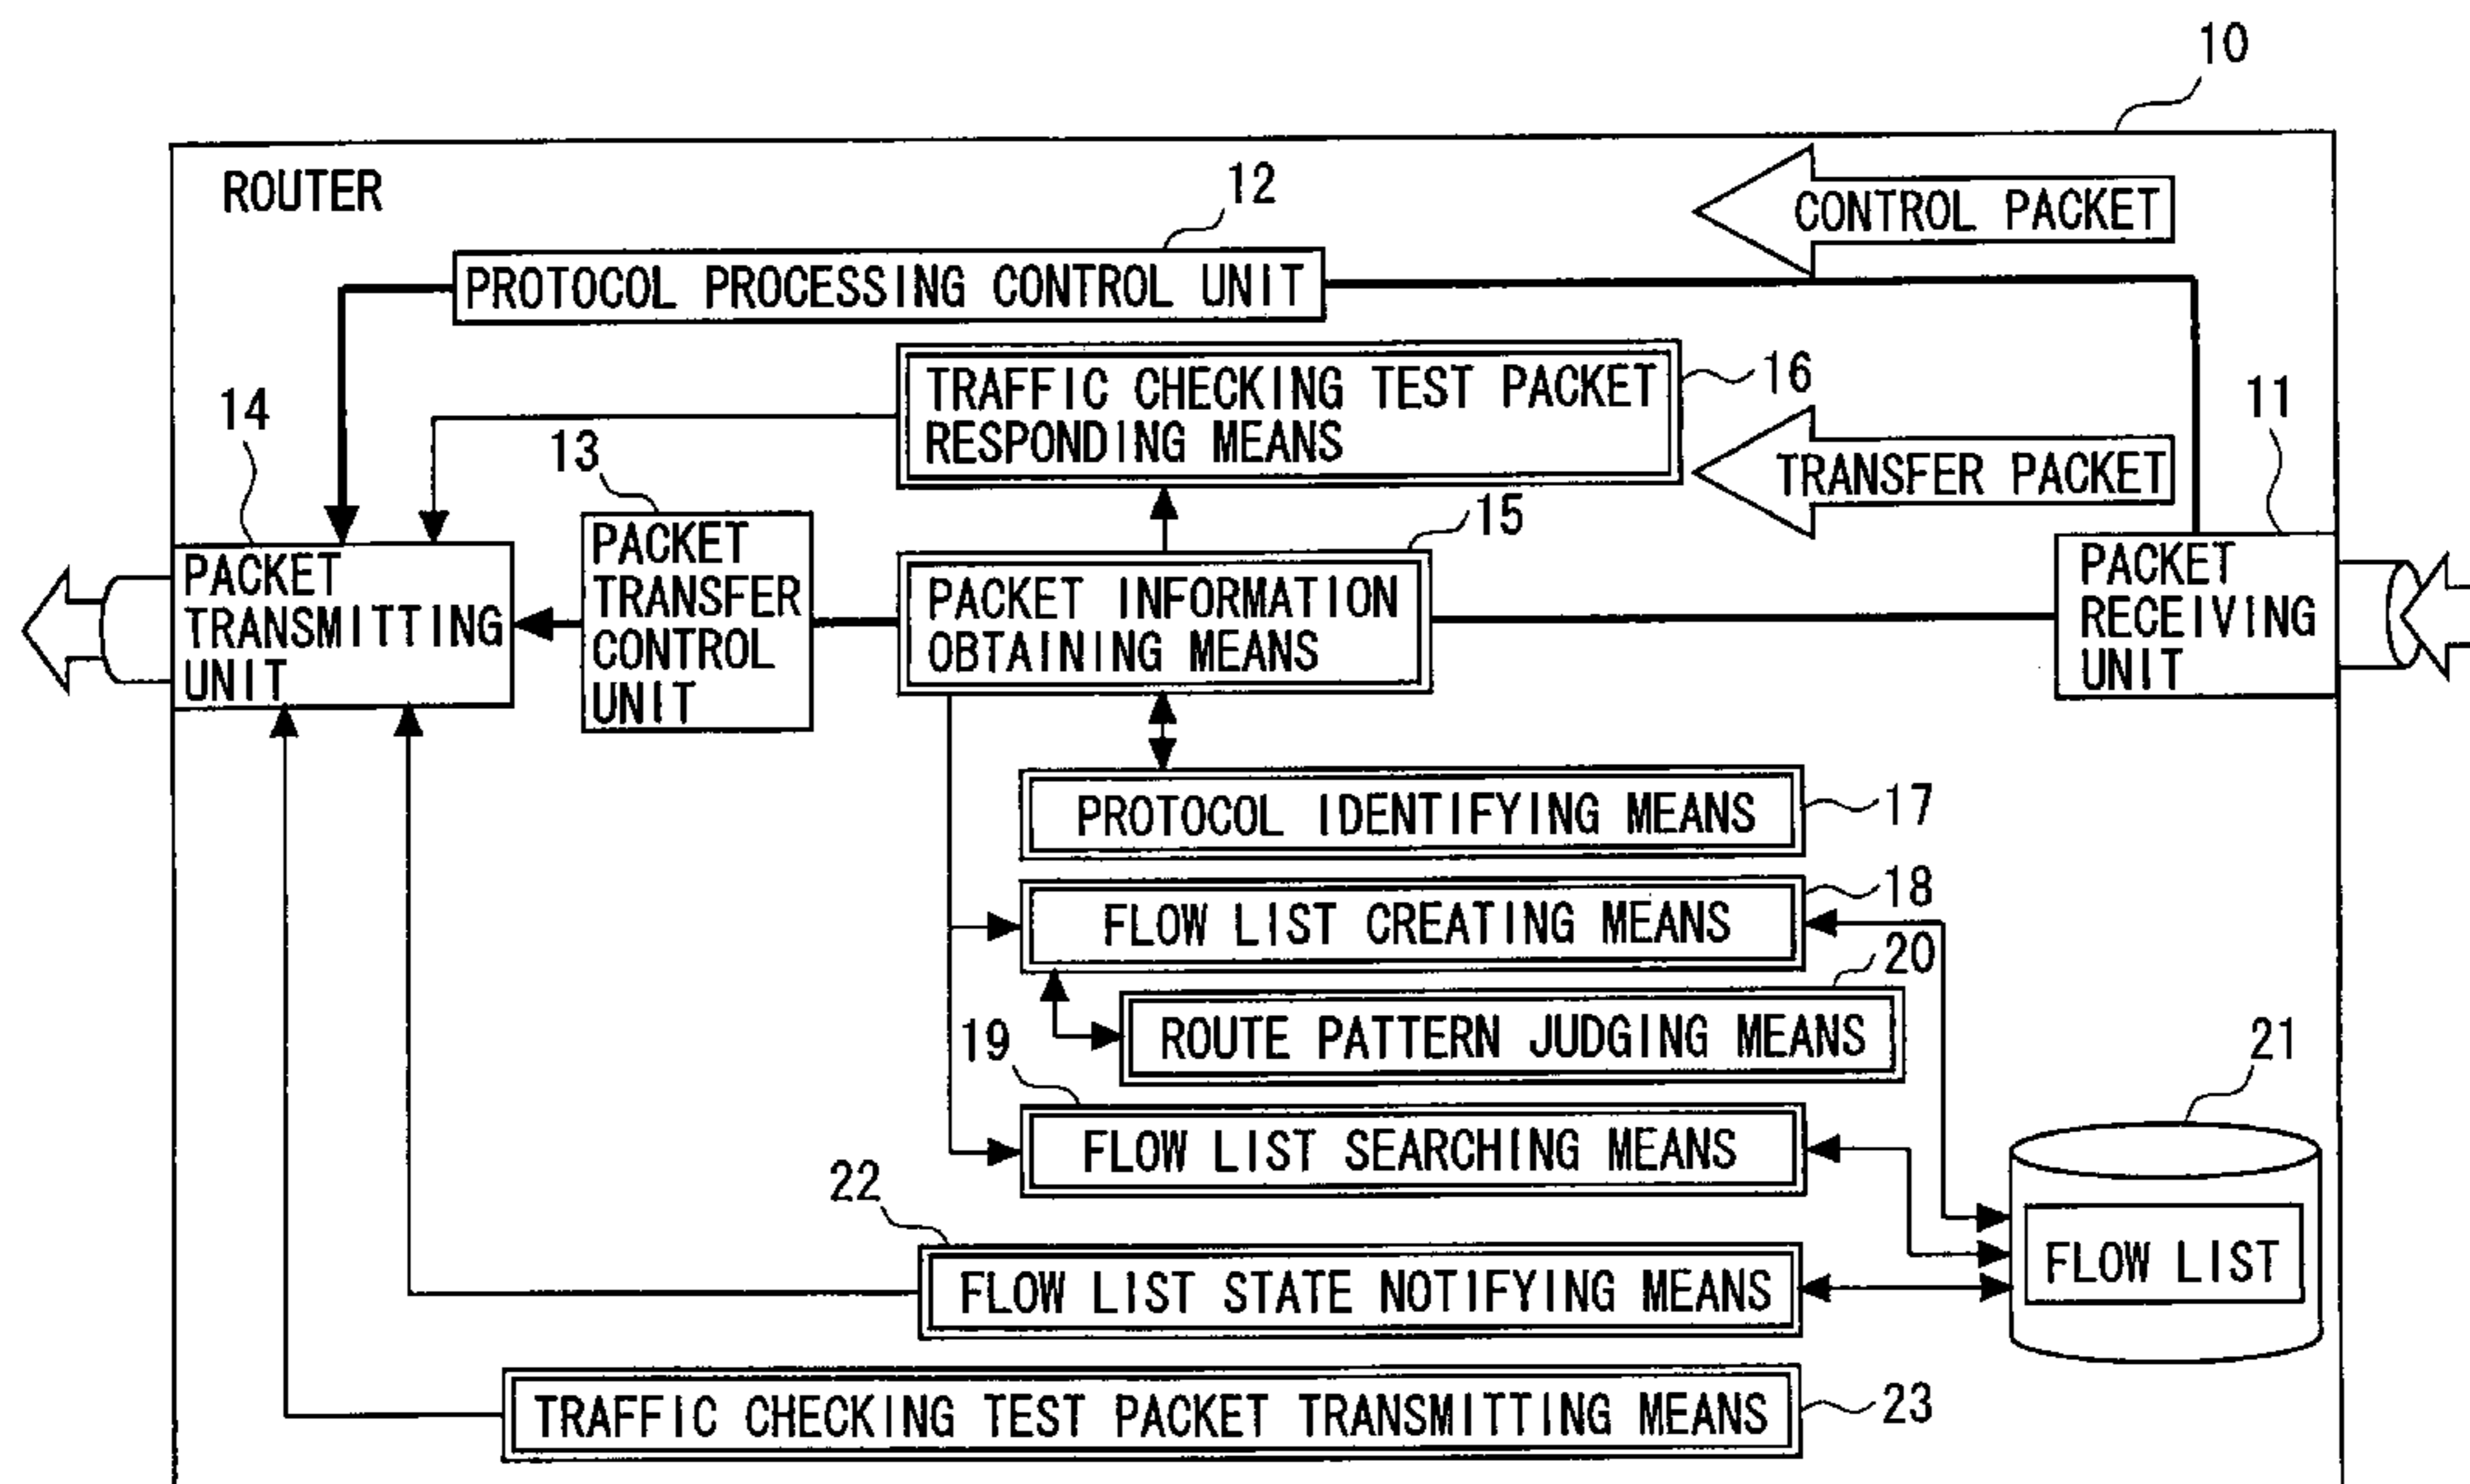 10
ROUTER
12
CONTROL PACKET
PROTOCOL PROCESSING CONTROL UNIT
16
TRAFFIC CHECKING TEST PACKET
RESPONDING MEANS
14
13
11
TRANSFER PACKET
15
PACKET
TRANSMITTING
UNIT
PACKET
TRANSFER
CONTROL
UNIT
PACKET INFORMATION
OBTAINING MEANS
PACKET
RECEIVING
UNIT
PROTOCOL IDENTIFYING MEANS
17
FLOW LIST CREATING MEANS
18
20
ROUTE PATTERN JUDGING MEANS
19
21
FLOW LIST SEARCHING MEANS
22
FLOW LIST
FLOW LIST STATE NOTIFYING MEANS
TRAFFIC CHECKING TEST PACKET TRANSMITTING MEANS
23